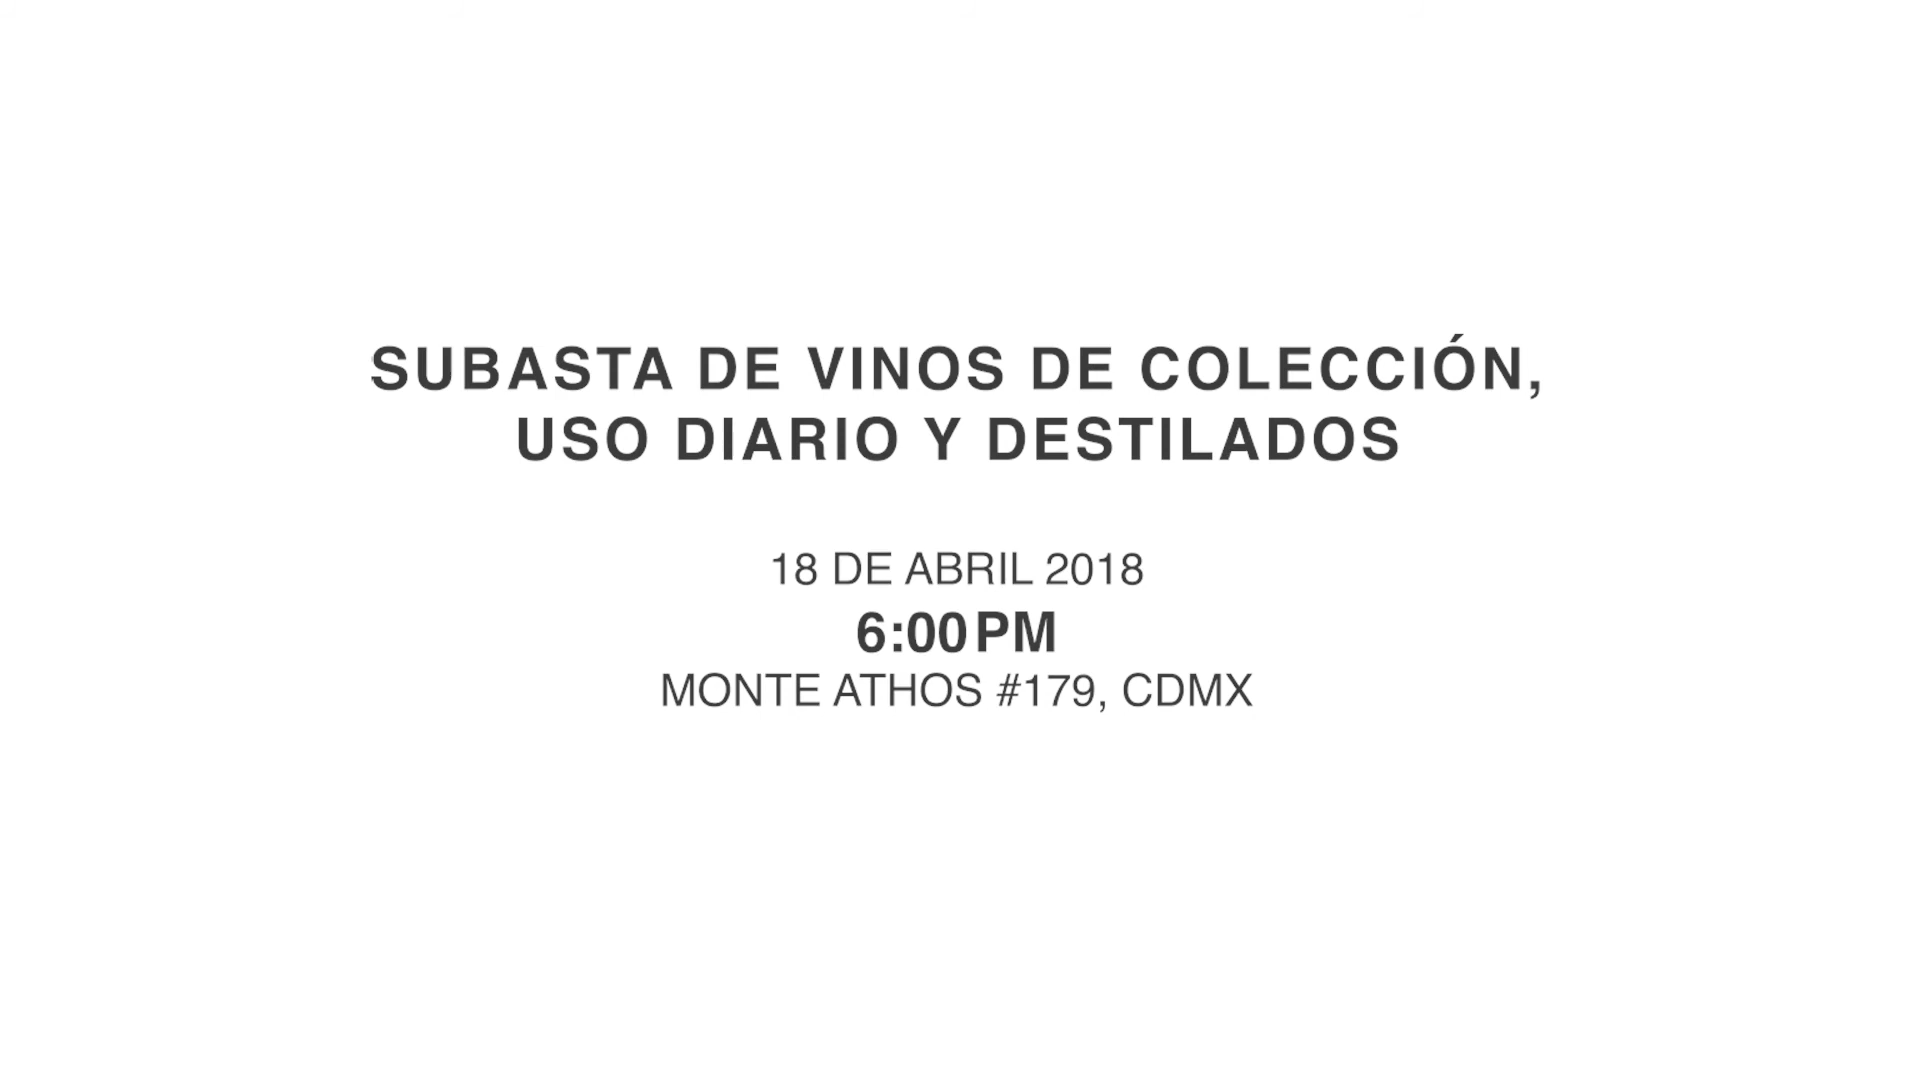 SUBASTA DE VINOS DE COLECCIÓN,
USO DIARIO Y DESTILADOS
18 DE ABRIL 2018
6:00 PM
MONTE ATHOS #179, CDMX